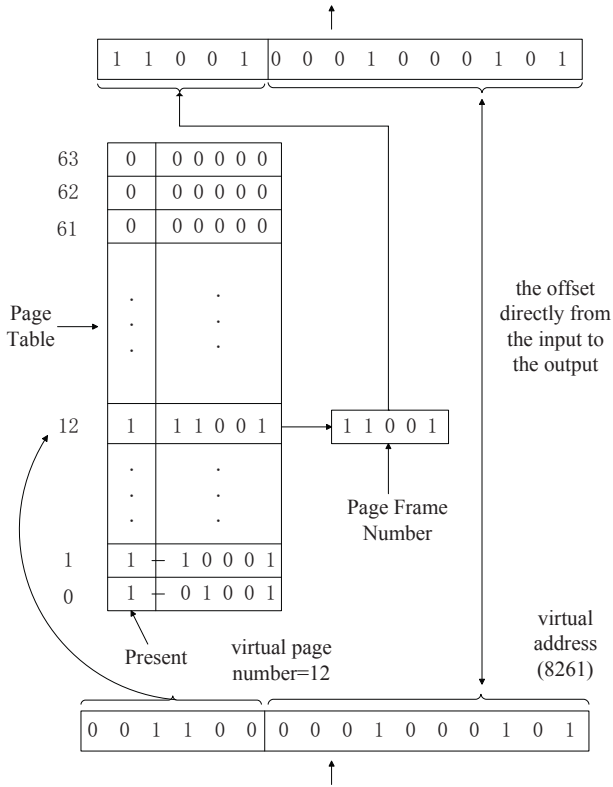 1 1 0 0 1 0 0 0 1 0 0 0 1 0 1
63 0 0 0 0 0 0
62 0 0 0 0 0 0
61 0 0 0 0 0 0
Page
Table
the offset
directly from
the input to
the output
12 1 1 1 0 0 1
1 1 0 0 1
Page Frame
Number
1 1 – 1 0 0 0 1
0 1 – 0 1 0 0 1
Present
virtual page
number=12
virtual
address
(8261)
0 0 1 1 0 0 0 0 0 1 0 0 0 1 0 1